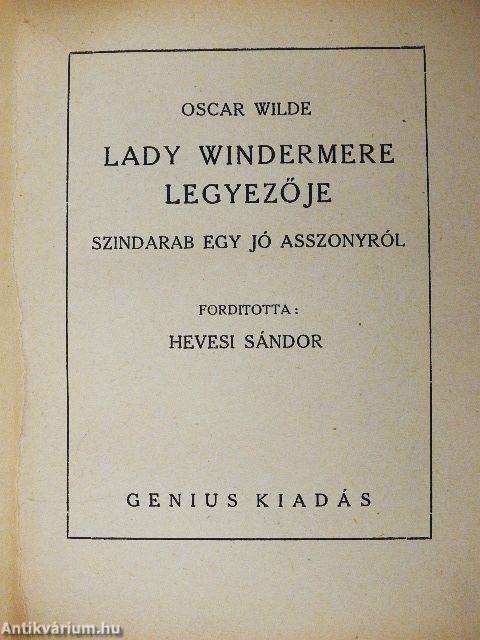 OSCAR WILDE
LADY WINDERMERE
LEGYEZŐJE
SZINDARAB EGY JÓ ASSZONYRÓL
FORDITOTTA:
HEVESI SÁNDOR
GENIUS KIADÁS
Antikvárium.hu